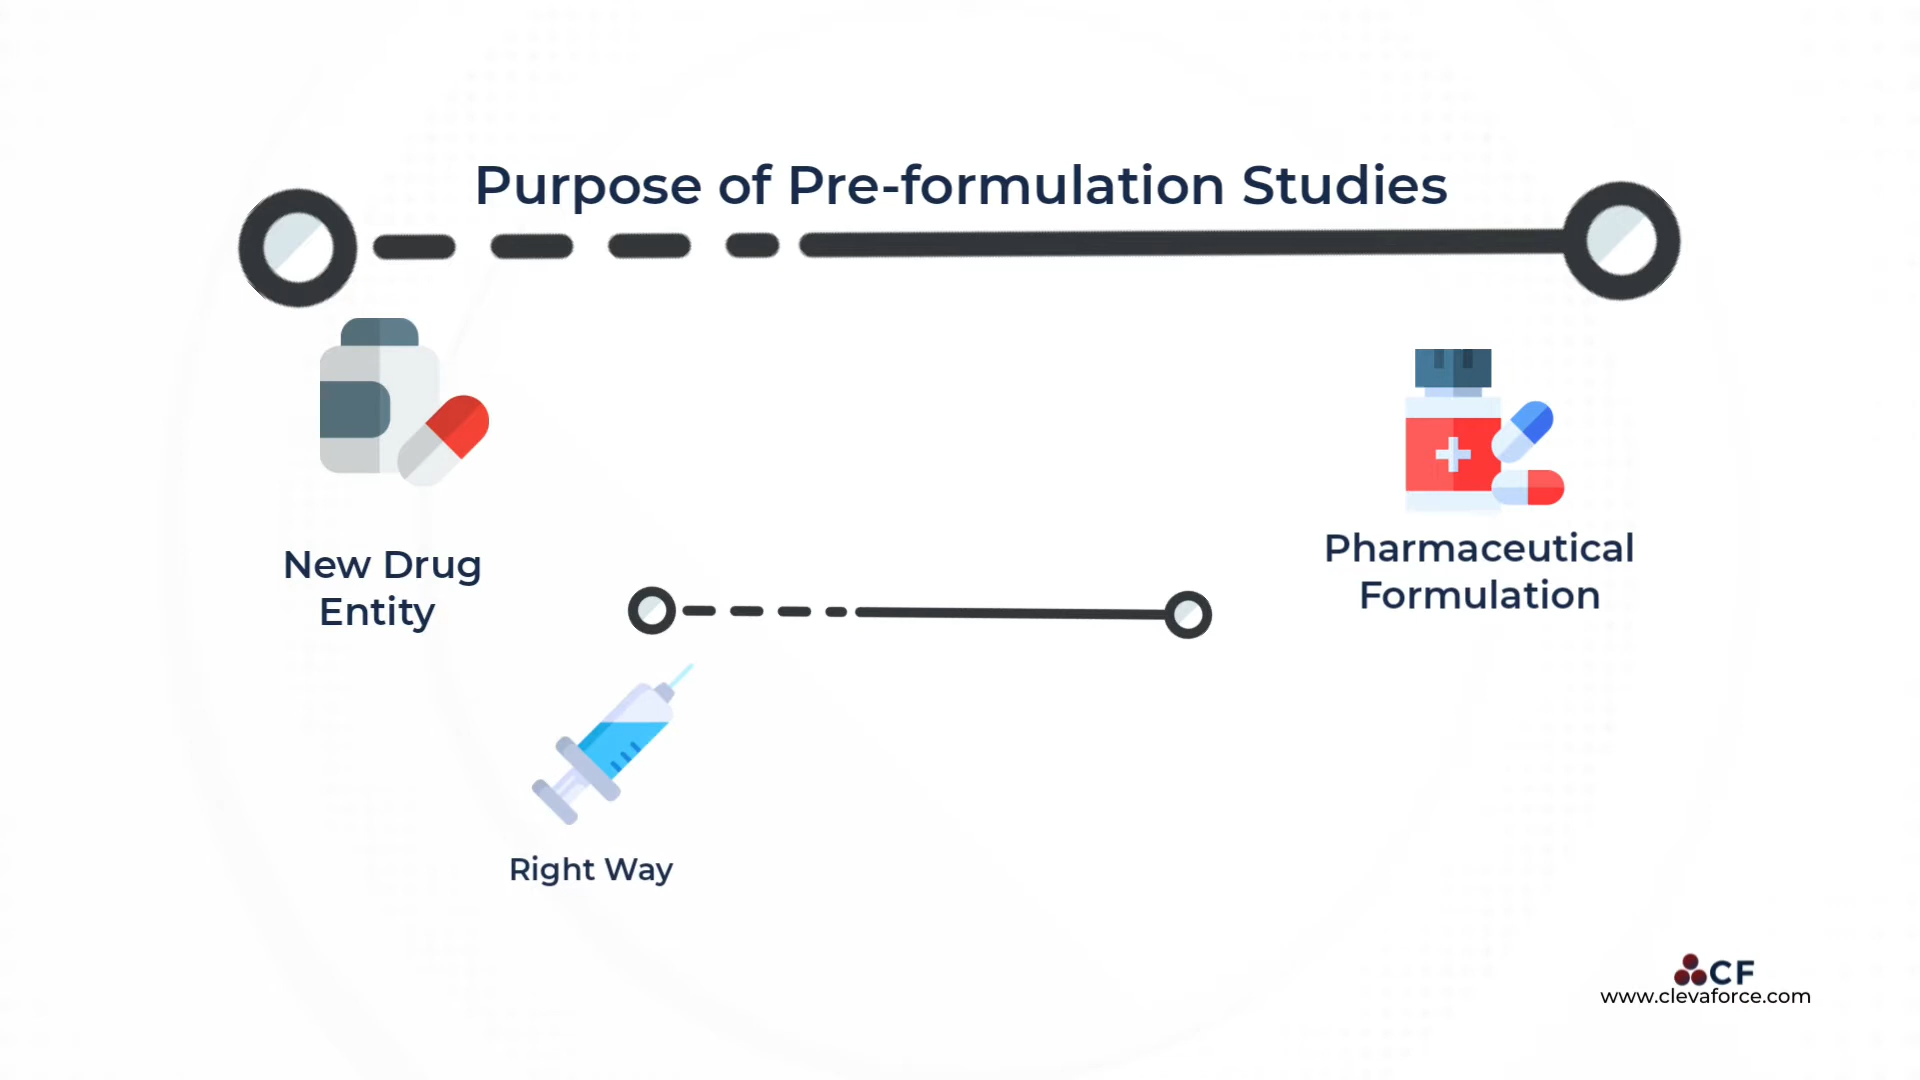 Purpose of Pre-formulation Studies
New Drug
Entity
Pharmaceutical
Formulation
Right Way
CF
www.clevaforce.com